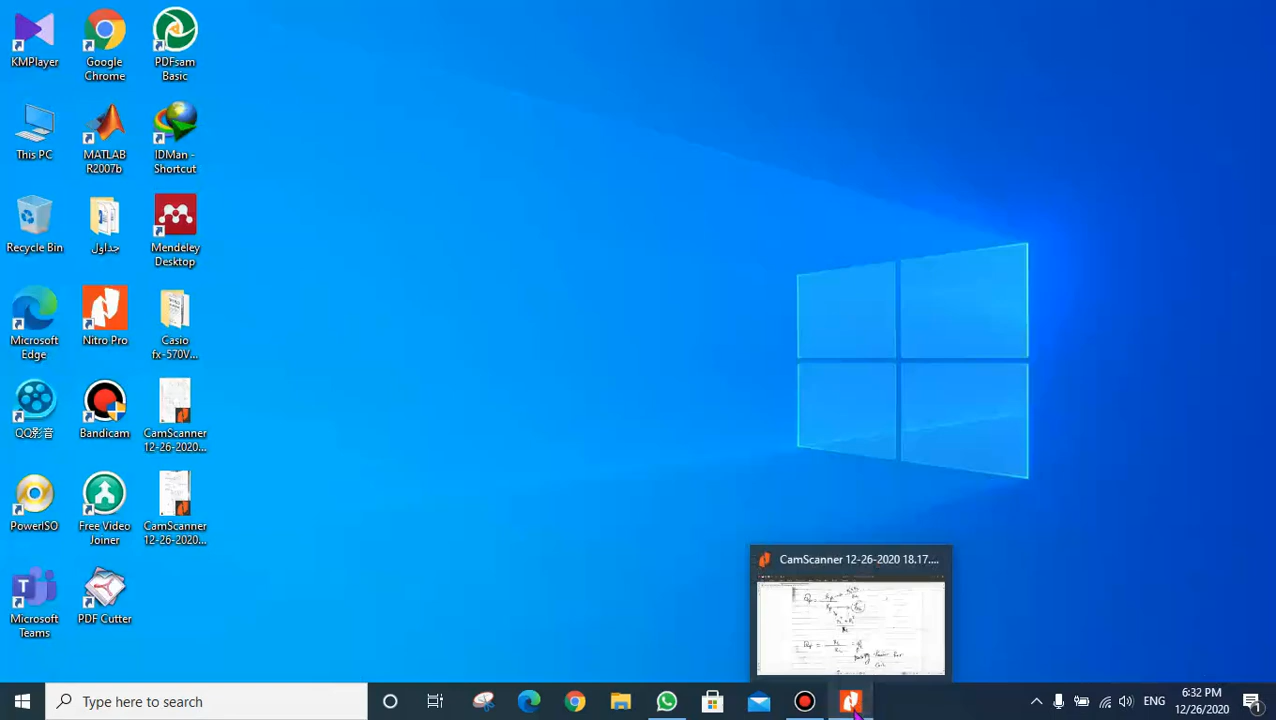 KMPlayer
Google
Chrome
PDFsam
Basic
This PC
MATLAB
R2007b
IDMan -
Shortcut
Recycle Bin
جداول
Mendeley
Desktop
Microsoft
Edge
Nitro Pro
Casio
fx-570V...
QQ影音
Bandicam
CamScanner
12-26-2020...
PowerISO
Free Video
Joiner
CamScanner
12-26-2020...
Microsoft
Teams
PDF Cutter
CamScanner 12-26-2020 18.17....
Type here to search
ENG
6:32 PM
12/26/2020
1